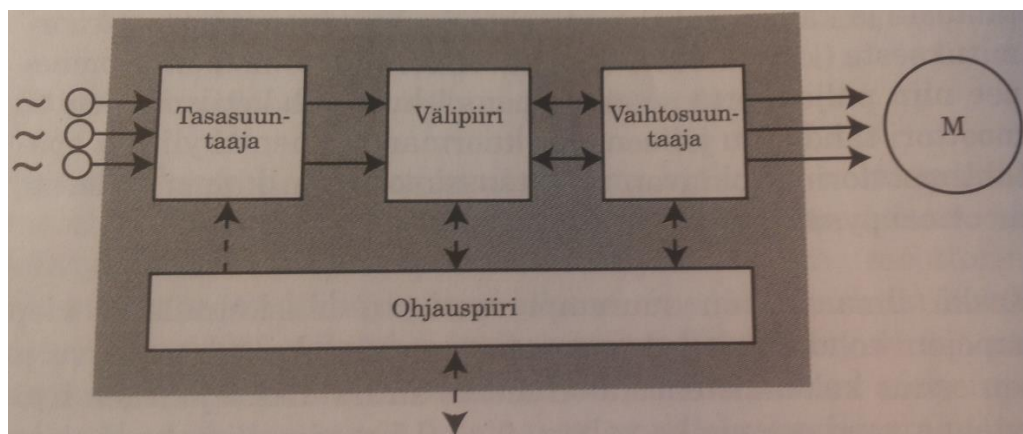 ~
~
~
Tasasuun-
taaja
Välipiiri
Vaihtosuun-
taaja
M
Ohjauspiiri